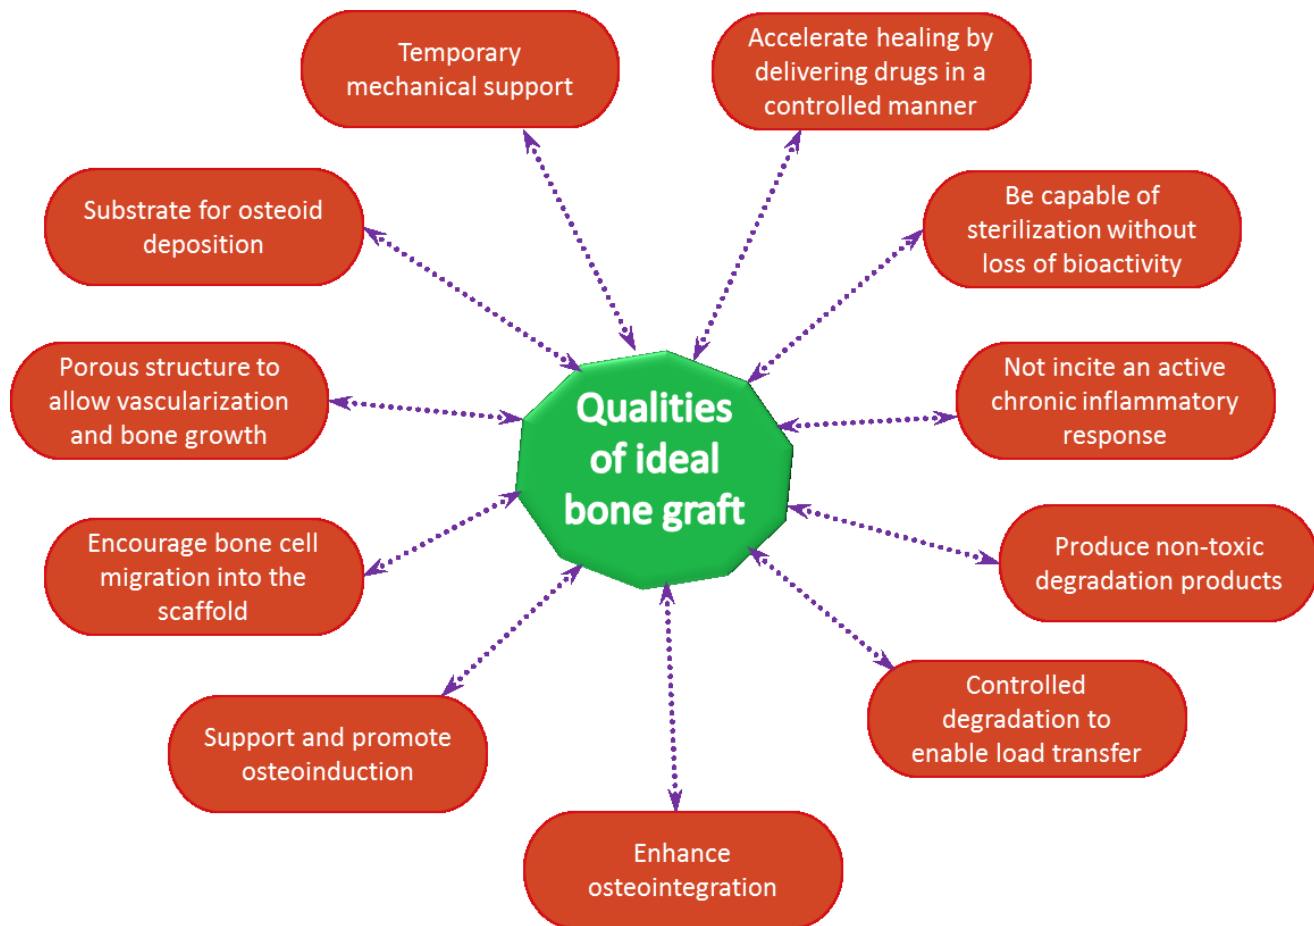 Temporary
mechanical support
Accelerate healing by
delivering drugs in a
controlled manner
Substrate for osteoid
deposition
Be capable of
sterilization without
loss of bioactivity
Porous structure to
allow vascularization
and bone growth
Qualities
of ideal
bone graft
Not incite an active
chronic inflammatory
response
Encourage bone cell
migration into the
scaffold
Produce non-toxic
degradation products
Support and promote
osteoinduction
Controlled
degradation to
enable load transfer
Enhance
osteointegration